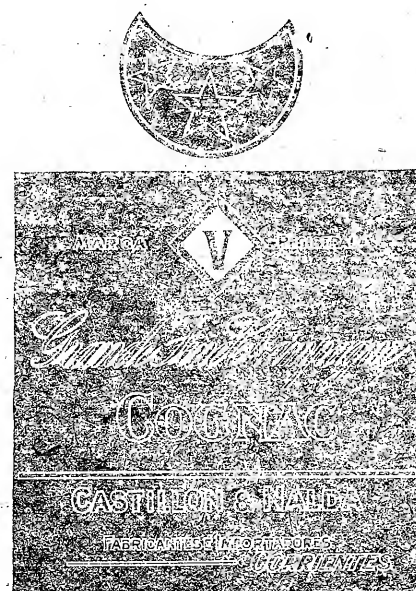 MARCA V REGISTRADA
Grande Fine Champagne
COGNAC
CASTILLON & NALDA
FABRICANTES E IMPORTADORES
CORRIENTES